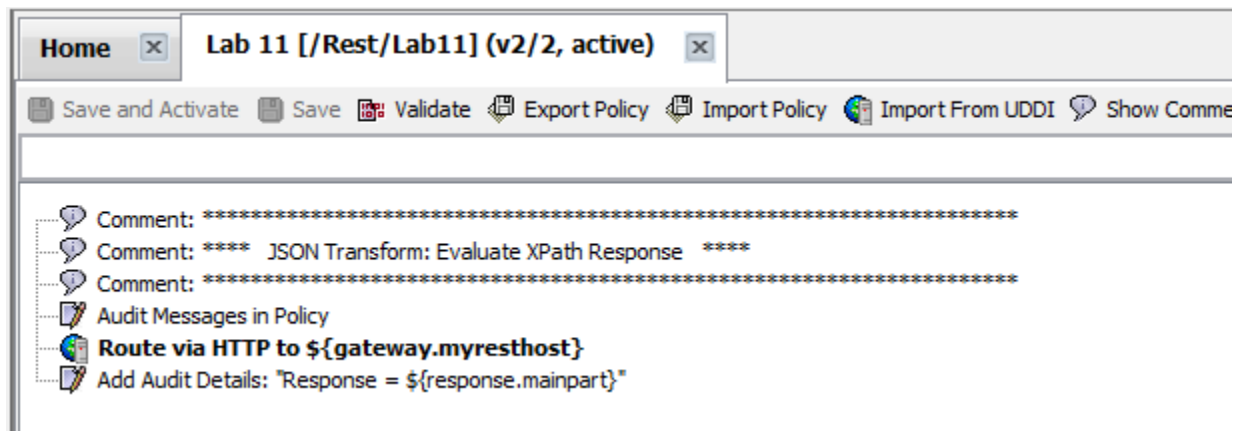 Home Lab 11 [/Rest/Lab11] (v2/2, active)
Save and Activate Save Validate Export Policy Import Policy Import From UDDI Show Comme
Comment: ********************************************************************
Comment: **** JSON Transform: Evaluate XPath Response ****
Comment: ********************************************************************
Audit Messages in Policy
Route via HTTP to ${gateway.myresthost}
Add Audit Details: "Response = ${response.mainpart}"